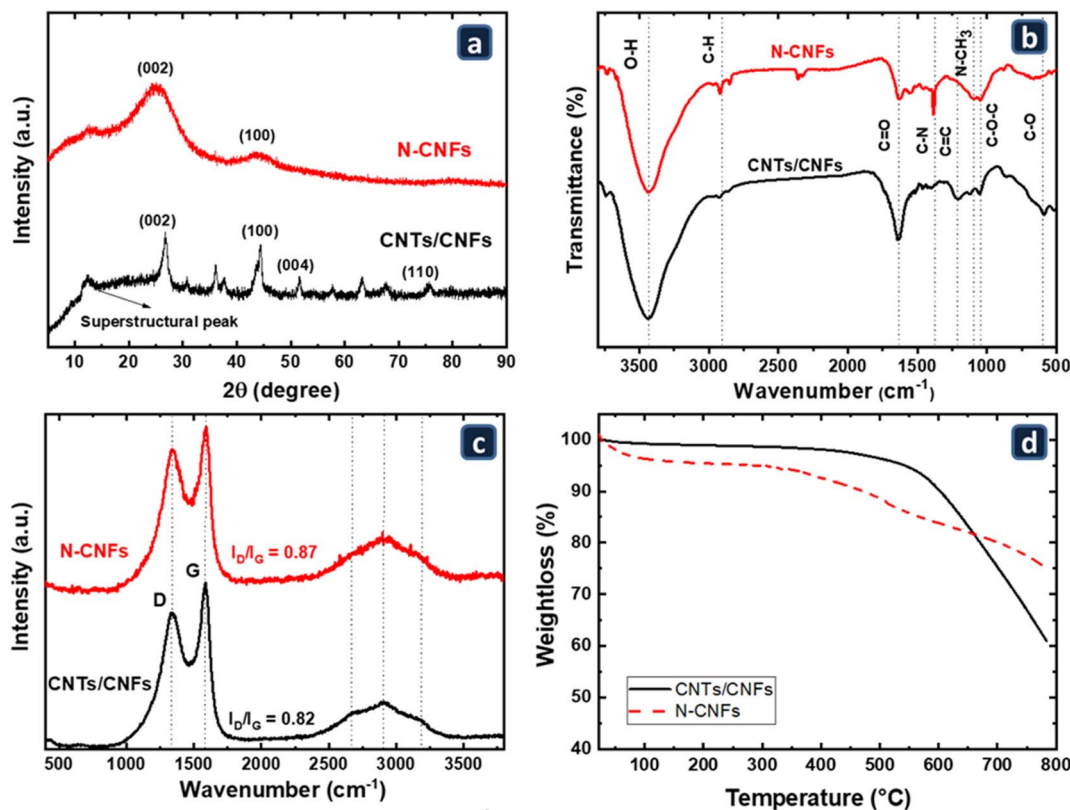 a
(002)
(100)
N-CNFs
(002)
(100)
CNTs/CNFs
(004)
(110)
Superstructural peak
Intensity (a.u.)
10 20 30 40 50 60 70 80 90
2θ (degree)
b
O-H
C-H
N-CNFs
N-CH3
C=O
C-N
C=C
C-O-C
C-O
CNTs/CNFs
Transmittance (%)
3500 3000 2500 2000 1500 1000 500
Wavenumber (cm-1)
c
N-CNFs
ID/IG = 0.87
D
G
CNTs/CNFs
ID/IG = 0.82
Intensity (a.u.)
500 1000 1500 2000 2500 3000 3500
Wavenumber (cm-1)
d
100
90
80
70
60
50
40
Weightloss (%)
CNTs/CNFs
N-CNFs
100 200 300 400 500 600 700 800
Temperature (°C)